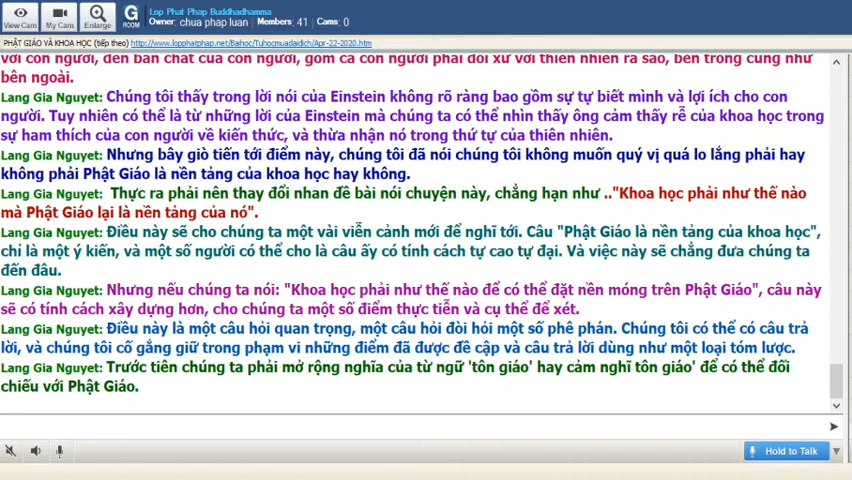 Lop Phat Phap Buddhadhamma
Owner: chua phap luan Members: 41 Cams: 0
View Cam My Cam Enlarge G ROOM
PHẬT GIÁO VÀ KHOA HỌC (tiếp theo) http://www.lopphatphap.net/Baihoc/Tuhocmuadaidich/Apr-22-2020.htm
với con người, đến bản chất của con người, gồm cả con người phải đối xử với thiên nhiên ra sao, bên trong cũng như
bên ngoài.
Lang Gia Nguyet: Chúng tôi thấy trong lời nói của Einstein không rõ ràng bao gồm sự tự biết mình và lợi ích cho con
người. Tuy nhiên có thể là từ những lời của Einstein mà chúng ta có thể nhìn thấy ông cảm thấy rễ của khoa học trong
sự ham thích của con người về kiến thức, và thừa nhận nó trong thứ tự của thiên nhiên.
Lang Gia Nguyet: Nhưng bây giờ tiến tới điểm này, chúng tôi đã nói chúng tôi không muốn quý vị quá lo lắng phải hay
không phải Phật Giáo là nền tảng của khoa học hay không.
Lang Gia Nguyet: Thực ra phải nên thay đổi nhan đề bài nói chuyện này, chẳng hạn như .."Khoa học phải như thế nào
mà Phật Giáo lại là nền tảng của nó".
Lang Gia Nguyet: Điều này sẽ cho chúng ta một vài viễn cảnh mới để nghĩ tới. Câu "Phật Giáo là nền tảng của khoa học",
chỉ là một ý kiến, và một số người có thể cho là câu ấy có tính cách tự cao tự đại. Và việc này sẽ chẳng đưa chúng ta
đến đâu.
Lang Gia Nguyet: Nhưng nếu chúng ta nói: "Khoa học phải như thế nào để có thể đặt nền móng trên Phật Giáo", câu này
sẽ có tính cách xây dựng hơn, cho chúng ta một số điểm thực tiễn và cụ thể để xét.
Lang Gia Nguyet: Điều này là một câu hỏi quan trọng, một câu hỏi đòi hỏi một số phê phán. Chúng tôi có thể có câu trả
lời, và chúng tôi cố gắng giữ trong phạm vi những điểm đã được đề cập và câu trả lời dùng như một loại tóm lược.
Lang Gia Nguyet: Trước tiên chúng ta phải mở rộng nghĩa của từ ngữ 'tôn giáo' hay cảm nghĩ tôn giáo' để có thể đối
chiếu với Phật Giáo.
Hold to Talk